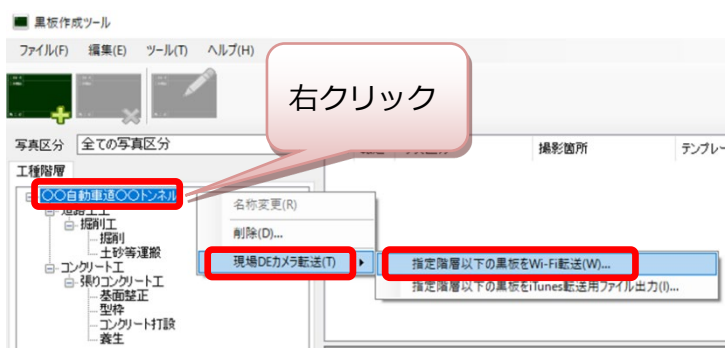 黒板作成ツール
ファイル(F) 編集(E) ツール(T) ヘルプ(H)
右クリック
写真区分 全ての写真区分
撮影箇所 テンプレー
工種階層
〇〇自動車道〇〇トンネル
掘削工
掘削
土砂等運搬
コンクリート工
張りコンクリート工
基面整正
型枠
コンクリート打設
養生
名称変更(R)
削除(D)...
現場DEカメラ転送(T)
指定階層以下の黒板をWi-Fi転送(W)...
指定階層以下の黒板をiTunes転送用ファイル出力(I)...